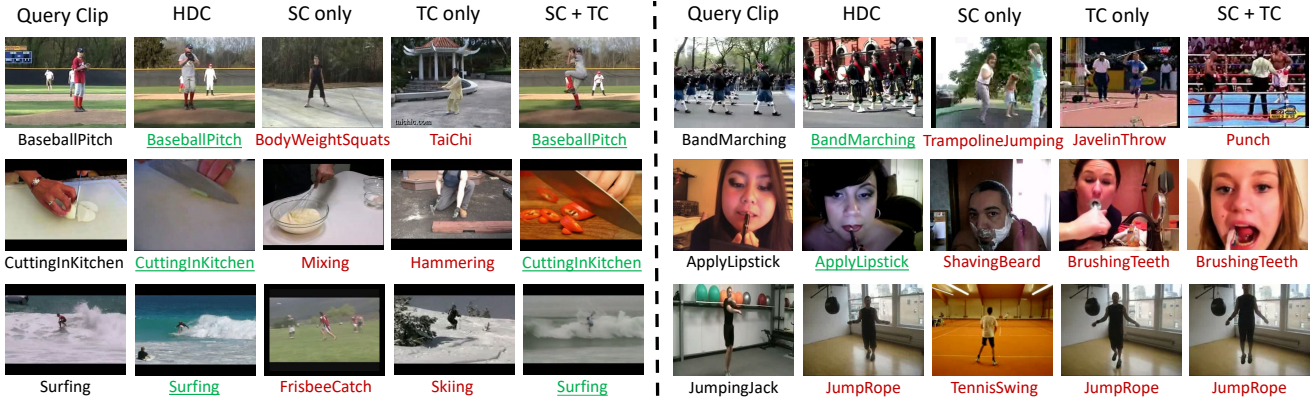 Query Clip HDC SC only TC only SC + TC Query Clip HDC SC only TC only SC + TC
taichi.com
BaseballPitch BaseballPitch BodyWeightSquats TaiChi BaseballPitch BandMarching BandMarching TrampolineJumping JavelinThrow Punch
CuttingInKitchen CuttingInKitchen Mixing Hammering CuttingInKitchen ApplyLipstick ApplyLipstick ShavingBeard BrushingTeeth BrushingTeeth
Surfing Surfing FrisbeeCatch Skiing Surfing JumpingJack JumpRope TennisSwing JumpRope JumpRope